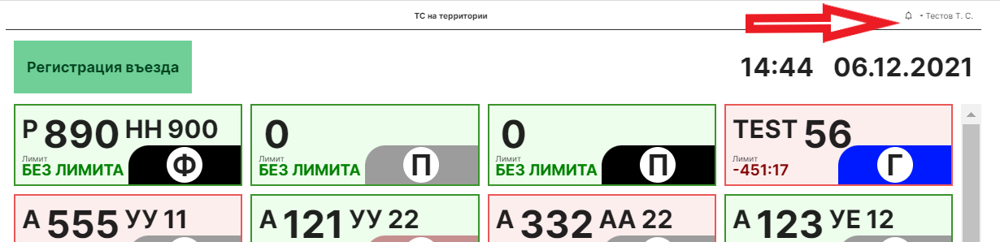 ТС на территории
Тестов Т. С.
Регистрация въезда
14:44 06.12.2021
Р 890 НН 900
Лимит
БЕЗ ЛИМИТА
Ф
0
Лимит
БЕЗ ЛИМИТА
П
0
Лимит
БЕЗ ЛИМИТА
П
TEST 56
Лимит
-451:17
Г
А 555 УУ 11
А 121 УУ 22
А 332 АА 22
А 123 УЕ 12